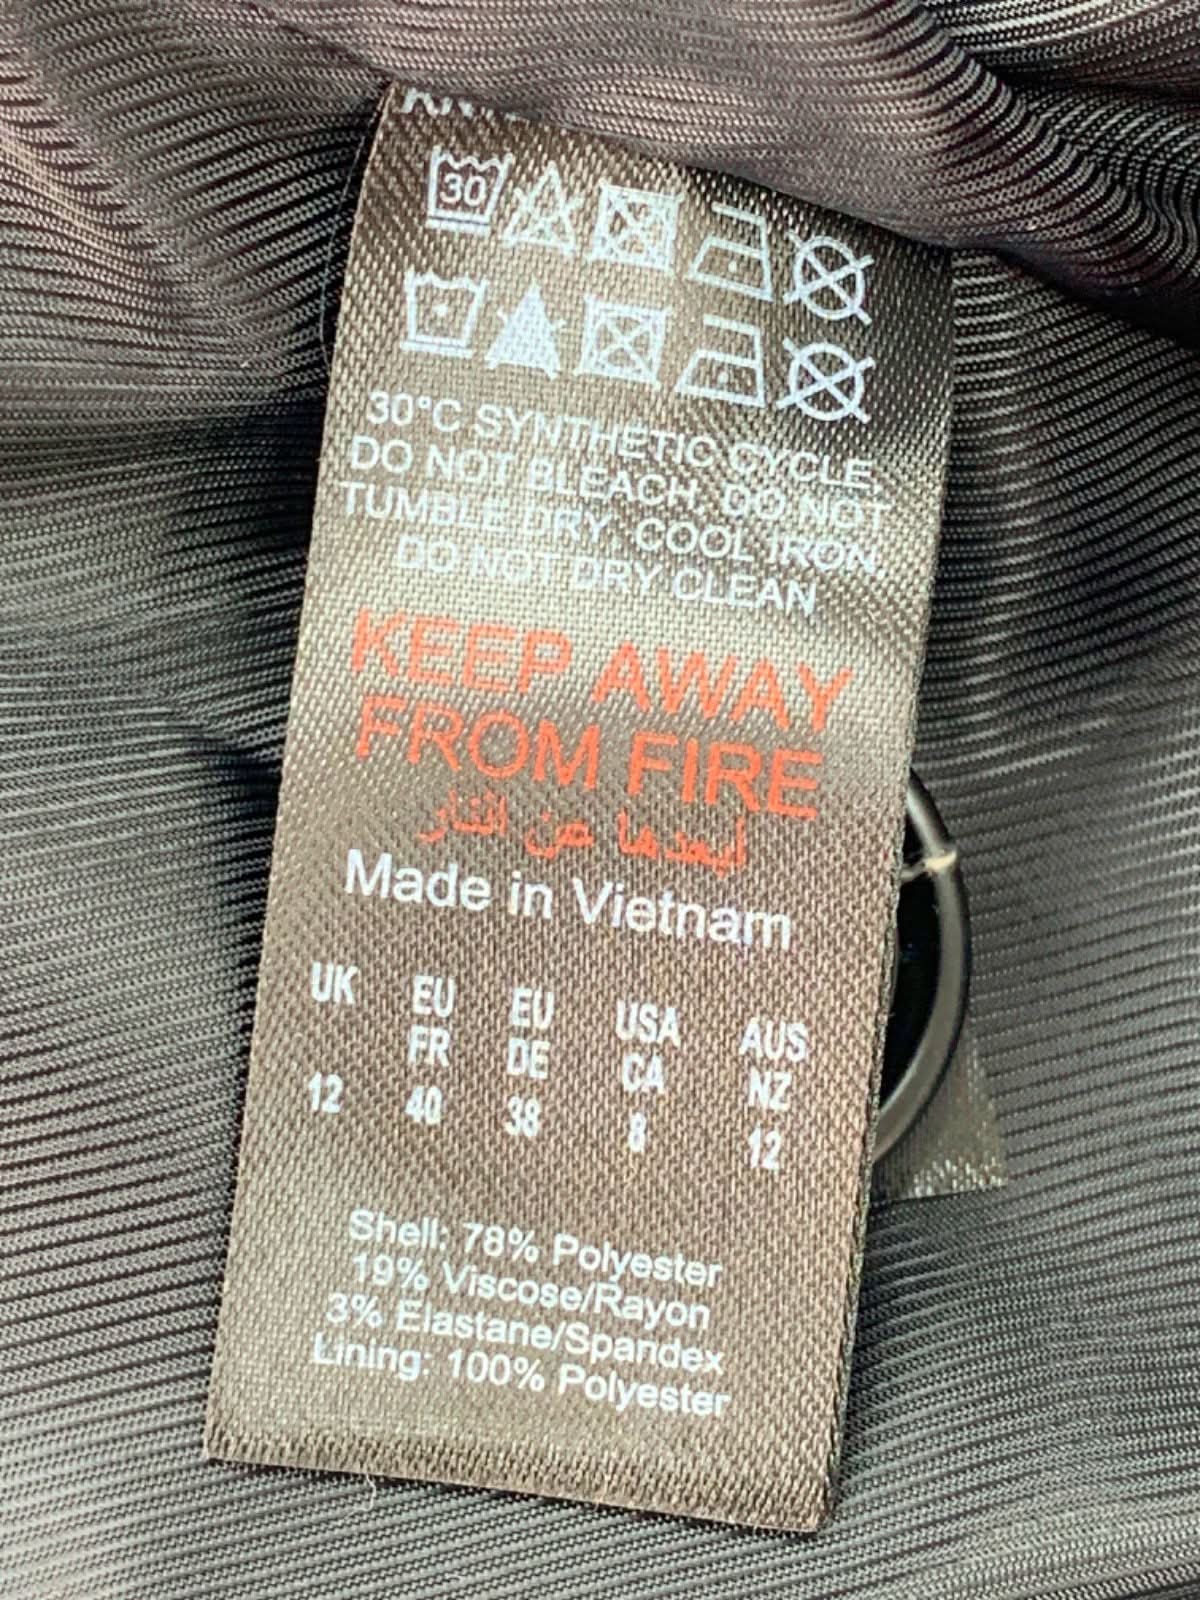 30
30°C SYNTHETIC CYCLE,
DO NOT BLEACH, DO NOT
TUMBLE DRY, COOL IRON,
DO NOT DRY CLEAN
KEEP AWAY
FROM FIRE
أبعدها عن النار
Made in Vietnam
UK EU EU USA AUS
FR DE CA NZ
12 40 38 8 12
Shell: 78% Polyester
19% Viscose/Rayon
3% Elastane/Spandex
Lining: 100% Polyester